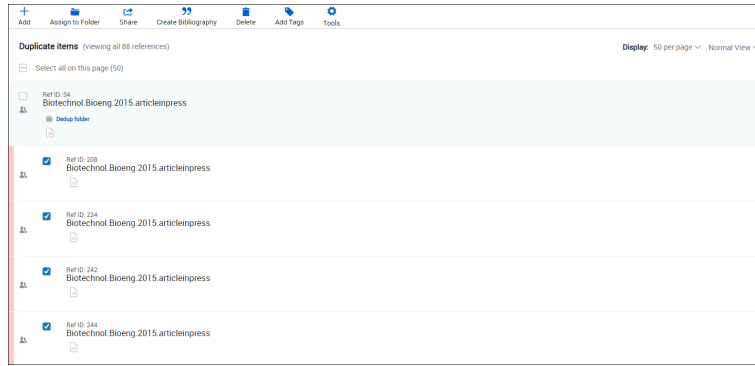 Add Assign to Folder Share Create Bibliography Delete Add Tags Tools
Duplicate items (viewing all 88 references) Display: 50 per page Normal View
Select all on this page (50)
Ref ID: 54
Biotechnol.Bioeng.2015.articleinpress
Dedup folder
Ref ID: 208
Biotechnol.Bioeng.2015.articleinpress
Ref ID: 234
Biotechnol.Bioeng.2015.articleinpress
Ref ID: 242
Biotechnol.Bioeng.2015.articleinpress
Ref ID: 244
Biotechnol.Bioeng.2015.articleinpress